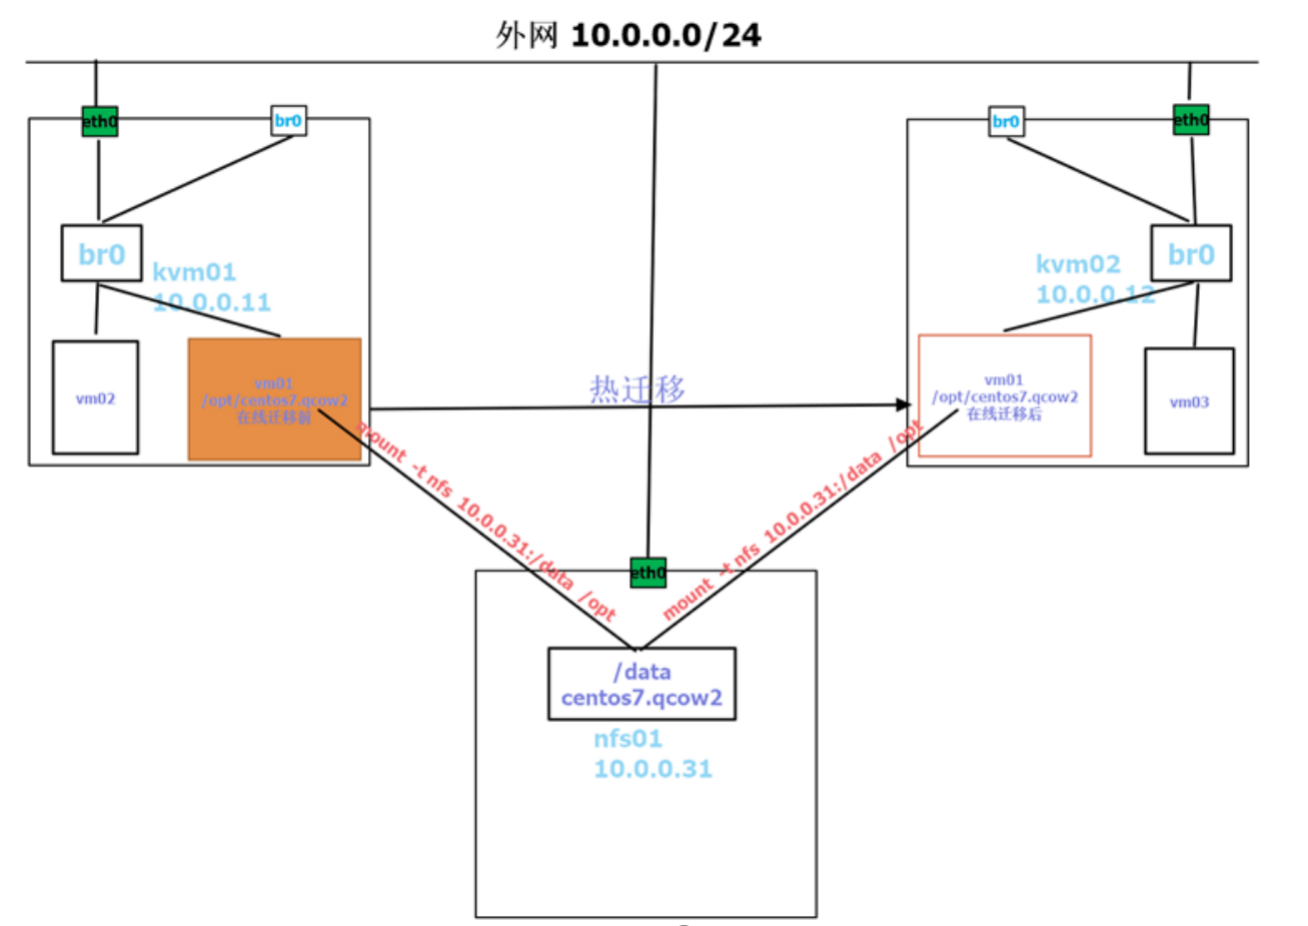 外网 10.0.0.0/24
eth0
br0
br0
eth0
br0
kvm01
10.0.0.11
kvm02
10.0.0.12
br0
vm02
vm01
/opt/centos7.qcow2
在线迁移前
热迁移
vm01
/opt/centos7.qcow2
在线迁移后
vm03
mount -t nfs 10.0.0.31:/data /opt
mount -t nfs 10.0.0.31:/data /opt
eth0
/data
centos7.qcow2
nfs01
10.0.0.31